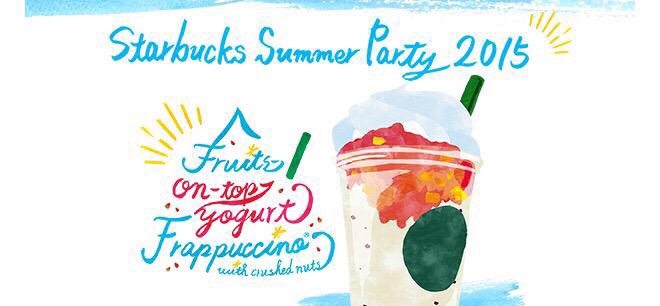 Starbucks Summer Party 2015
Fruits
on-top
yogurt
Frappuccino®
with crushed nuts